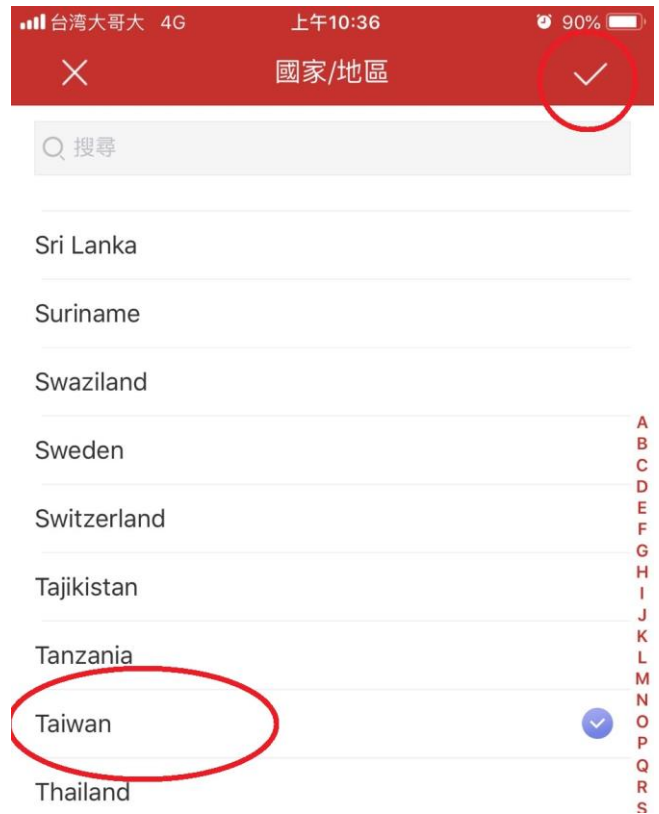 台湾大哥大 4G 上午10:36 90%
國家/地區
搜尋
Sri Lanka
Suriname
Swaziland
Sweden
Switzerland
Tajikistan
Tanzania
Taiwan
Thailand
A
B
C
D
E
F
G
H
I
J
K
L
M
N
O
P
Q
R
S